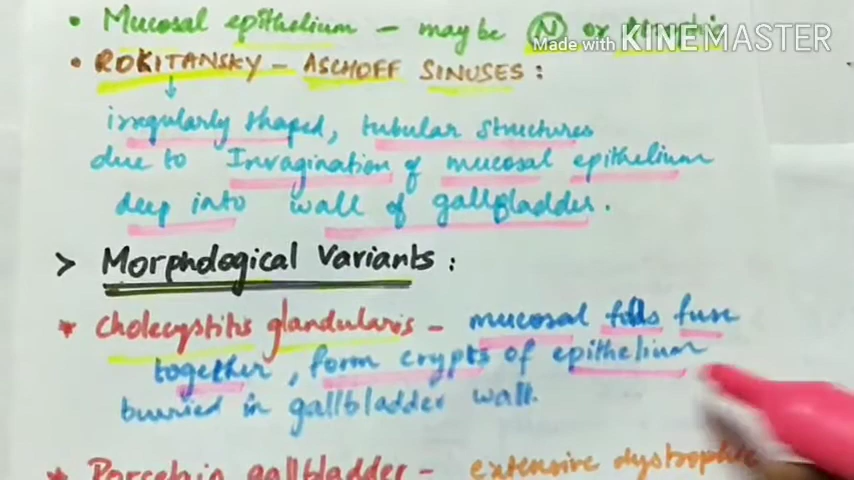 • Mucosal epithelium - may be Ⓝ or
Made with KINEMASTER
• ROKITANSKY - ASCHOFF SINUSES :
irregularly shaped, tubular structures
due to Invagination of mucosal epithelium
deep into wall of gallbladder.
> Morphological Variants :
* Cholecystitis glandularis - mucosal folds fuse
together, form crypts of epithelium
burried in gallbladder wall.
* Porcelain gallbladder - extensive dystrophic